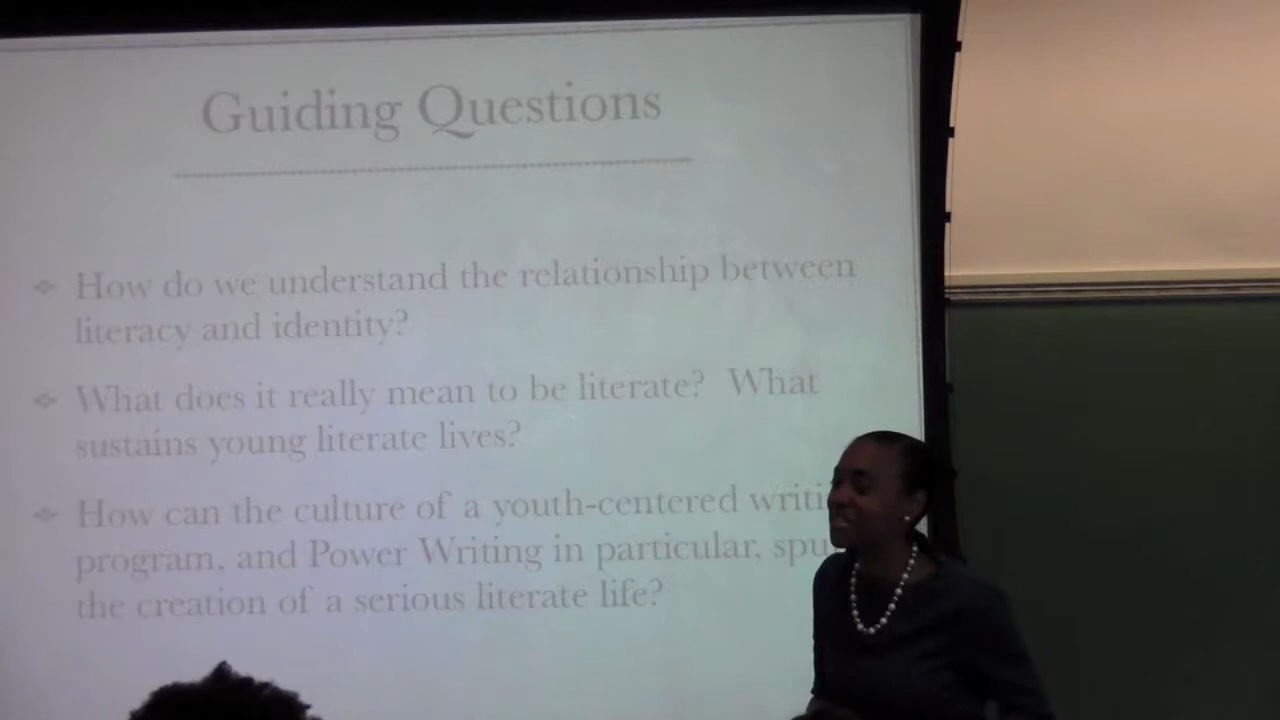 Guiding Questions
How do we understand the relationship between
literacy and identity?
What does it really mean to be literate? What
sustains young literate lives?
How can the culture of a youth-centered
program, and Power Writing in particular,
the creation of a serious literate life?